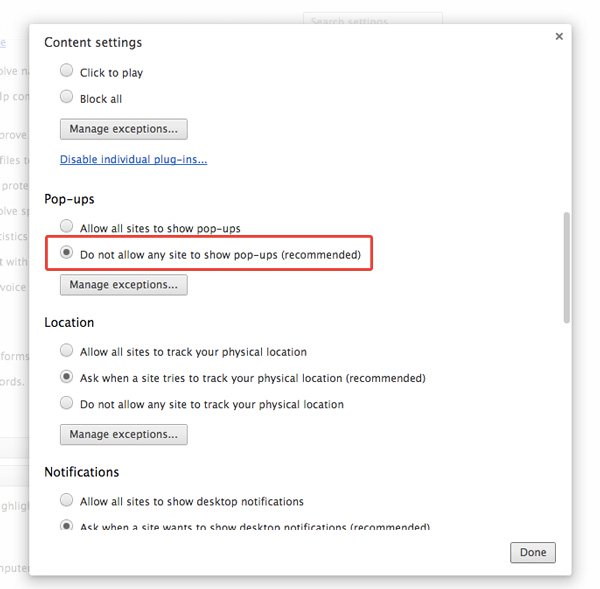 Search settings
Content settings
Click to play
Block all
Manage exceptions...
Disable individual plug-ins...
Pop-ups
Allow all sites to show pop-ups
Do not allow any site to show pop-ups (recommended)
Manage exceptions...
Location
Allow all sites to track your physical location
Ask when a site tries to track your physical location (recommended)
Do not allow any site to track your physical location
Manage exceptions...
Notifications
Allow all sites to show desktop notifications
Ask when a site wants to show desktop notifications (recommended)
Done